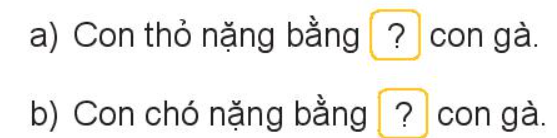 a) Con thỏ nặng bằng ? con gà.
b) Con chó nặng bằng ? con gà.